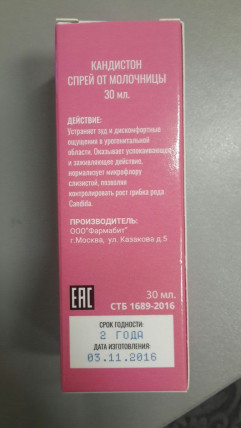 КАНДИСТОН
СПРЕЙ ОТ МОЛОЧНИЦЫ
30 мл.
ДЕЙСТВИЕ:
Устраняет зуд и дискомфортные
ощущения в урогенитальной
области. Оказывает успокаивающее
и заживляющее действия,
нормализует микрофлору
слизистой, позволяя
контролировать рост грибка рода
Candida.
ПРОИЗВОДИТЕЛЬ:
ООО"Фармабит"
г.Москва, ул. Казакова д.5
ЕАС
30 мл.
СТБ 1689-2016
СРОК ГОДНОСТИ:
2 ГОДА
ДАТА ИЗГОТОВЛЕНИЯ:
03.11.2016